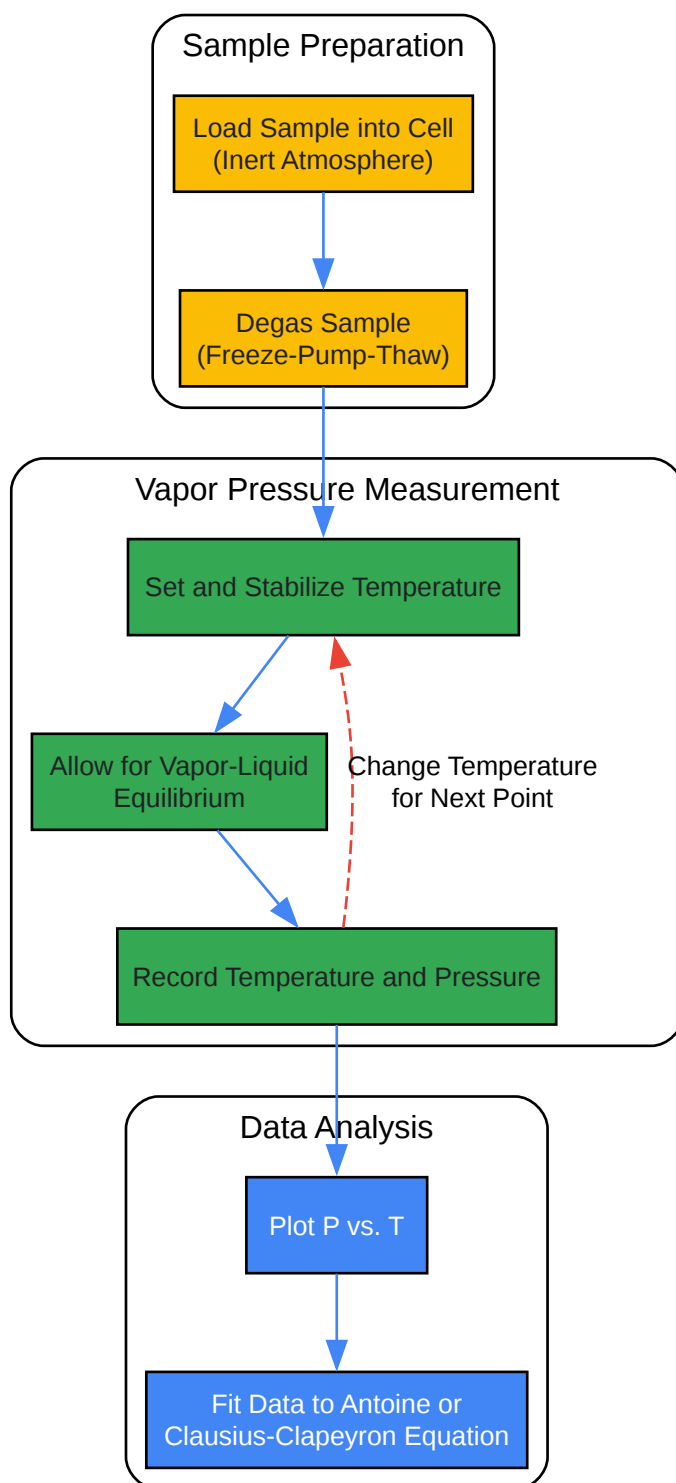 Sample Preparation
Load Sample into Cell
(Inert Atmosphere)
Degas Sample
(Freeze-Pump-Thaw)
Vapor Pressure Measurement
Set and Stabilize Temperature
Allow for Vapor-Liquid
Equilibrium
Change Temperature
for Next Point
Record Temperature and Pressure
Data Analysis
Plot P vs. T
Fit Data to Antoine or
Clausius-Clapeyron Equation